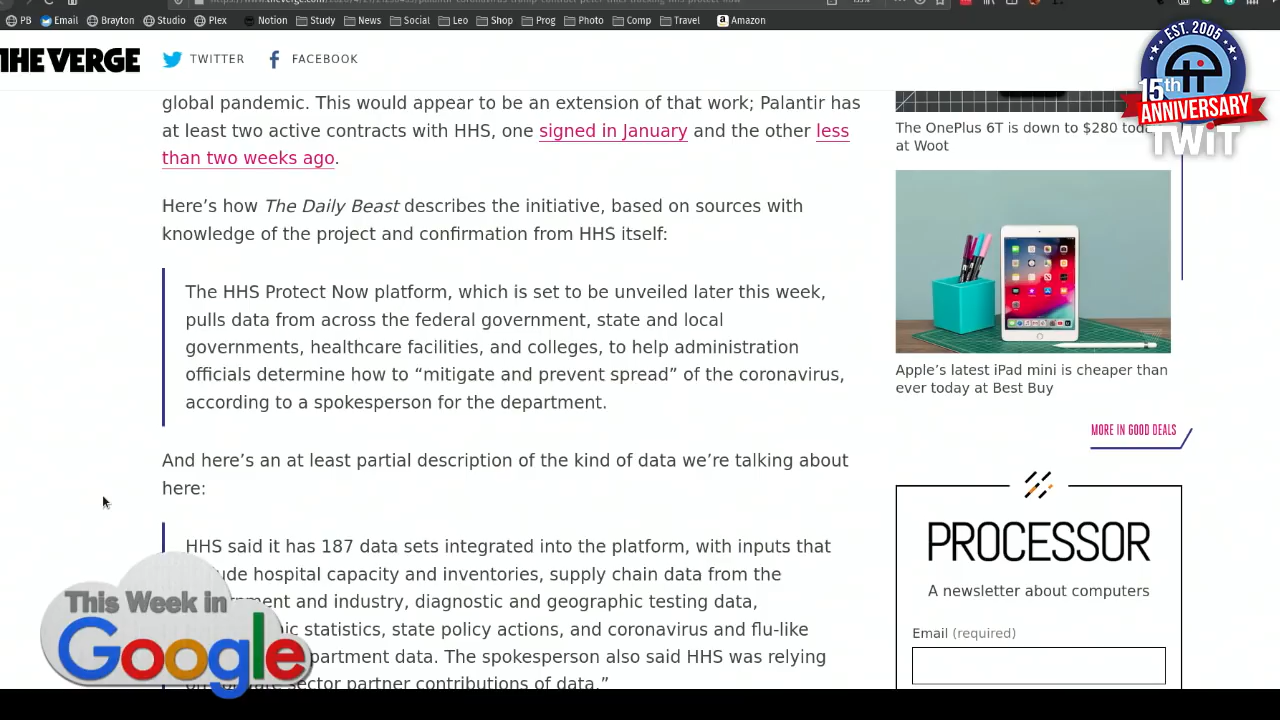 PB Email Brayton Studio Plex Notion Study News Social Leo Shop Prog Photo Comp Travel Amazon
THE VERGE TWITTER FACEBOOK
EST. 2005
15th
ANNIVERSARY
TWiT
global pandemic. This would appear to be an extension of that work; Palantir has
at least two active contracts with HHS, one signed in January and the other less
than two weeks ago.
Here’s how The Daily Beast describes the initiative, based on sources with
knowledge of the project and confirmation from HHS itself:
The HHS Protect Now platform, which is set to be unveiled later this week,
pulls data from across the federal government, state and local
governments, healthcare facilities, and colleges, to help administration
officials determine how to “mitigate and prevent spread” of the coronavirus,
according to a spokesperson for the department.
And here’s an at least partial description of the kind of data we’re talking about
here:
HHS said it has 187 data sets integrated into the platform, with inputs that
hospital capacity and inventories, supply chain data from the
and industry, diagnostic and geographic testing data,
statistics, state policy actions, and coronavirus and flu-like
data. The spokesperson also said HHS was relying
sector partner contributions of data.”
The OnePlus 6T is down to $280
at Woot
Apple’s latest iPad mini is cheaper than
ever today at Best Buy
MORE IN GOOD DEALS
PROCESSOR
A newsletter about computers
Email (required)
This Week in
Google